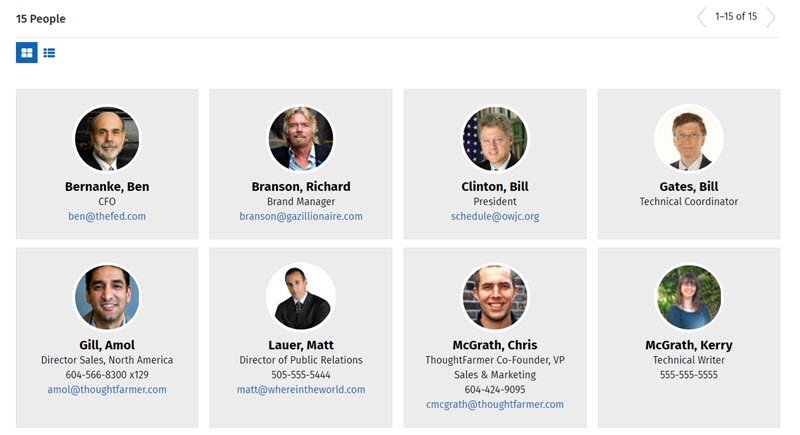 15 People
1–15 of 15
Bernanke, Ben
CFO
ben@thefed.com
Branson, Richard
Brand Manager
branson@gazillionaire.com
Clinton, Bill
President
schedule@owjc.org
Gates, Bill
Technical Coordinator
Gill, Amol
Director Sales, North America
604-566-8300 x129
amol@thoughtfarmer.com
Lauer, Matt
Director of Public Relations
505-555-5444
matt@whereintheworld.com
McGrath, Chris
ThoughtFarmer Co-Founder, VP
Sales & Marketing
604-424-9095
cmcgrath@thoughtfarmer.com
McGrath, Kerry
Technical Writer
555-555-5555